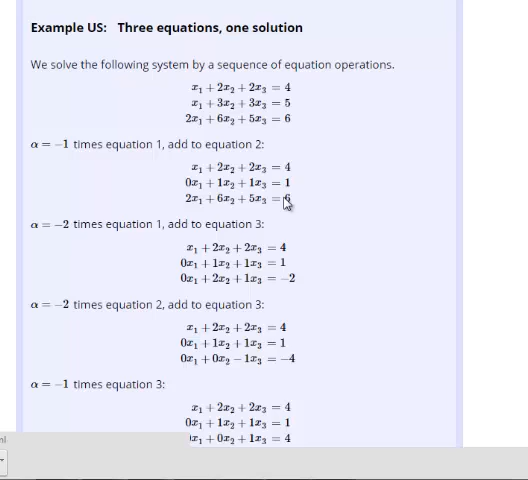 Example US: Three equations, one solution
We solve the following system by a sequence of equation operations.
x₁ + 2x₂ + 2x₃ = 4
x₁ + 3x₂ + 3x₃ = 5
2x₁ + 6x₂ + 5x₃ = 6
α = −1 times equation 1, add to equation 2:
x₁ + 2x₂ + 2x₃ = 4
0x₁ + 1x₂ + 1x₃ = 1
2x₁ + 6x₂ + 5x₃ = 6
α = −2 times equation 1, add to equation 3:
x₁ + 2x₂ + 2x₃ = 4
0x₁ + 1x₂ + 1x₃ = 1
0x₁ + 2x₂ + 1x₃ = −2
α = −2 times equation 2, add to equation 3:
x₁ + 2x₂ + 2x₃ = 4
0x₁ + 1x₂ + 1x₃ = 1
0x₁ + 0x₂ − 1x₃ = −4
α = −1 times equation 3:
x₁ + 2x₂ + 2x₃ = 4
0x₁ + 1x₂ + 1x₃ = 1
x₁ + 0x₂ + 1x₃ = 4